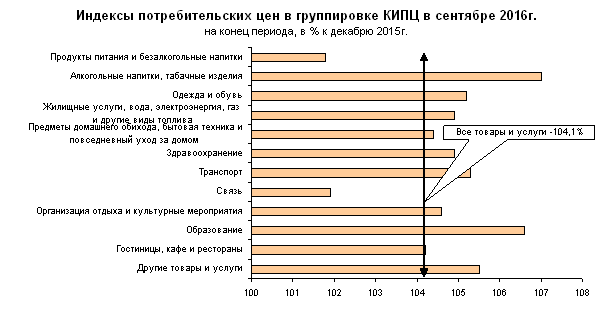 Индексы потребительских цен в группировке КИПЦ в сентябре 2016г.
на конец периода, в % к декабрю 2015г.
Продукты питания и безалкогольные напитки
Алкогольные напитки, табачные изделия
Одежда и обувь
Жилищные услуги, вода, электроэнергия, газ
и другие виды топлива
Предметы домашнего обихода, бытовая техника и
повседневный уход за домом
Здравоохранение
Транспорт
Связь
Организация отдыха и культурные мероприятия
Образование
Гостиницы, кафе и рестораны
Другие товары и услуги
Все товары и услуги -104,1%
100 101 102 103 104 105 106 107 108